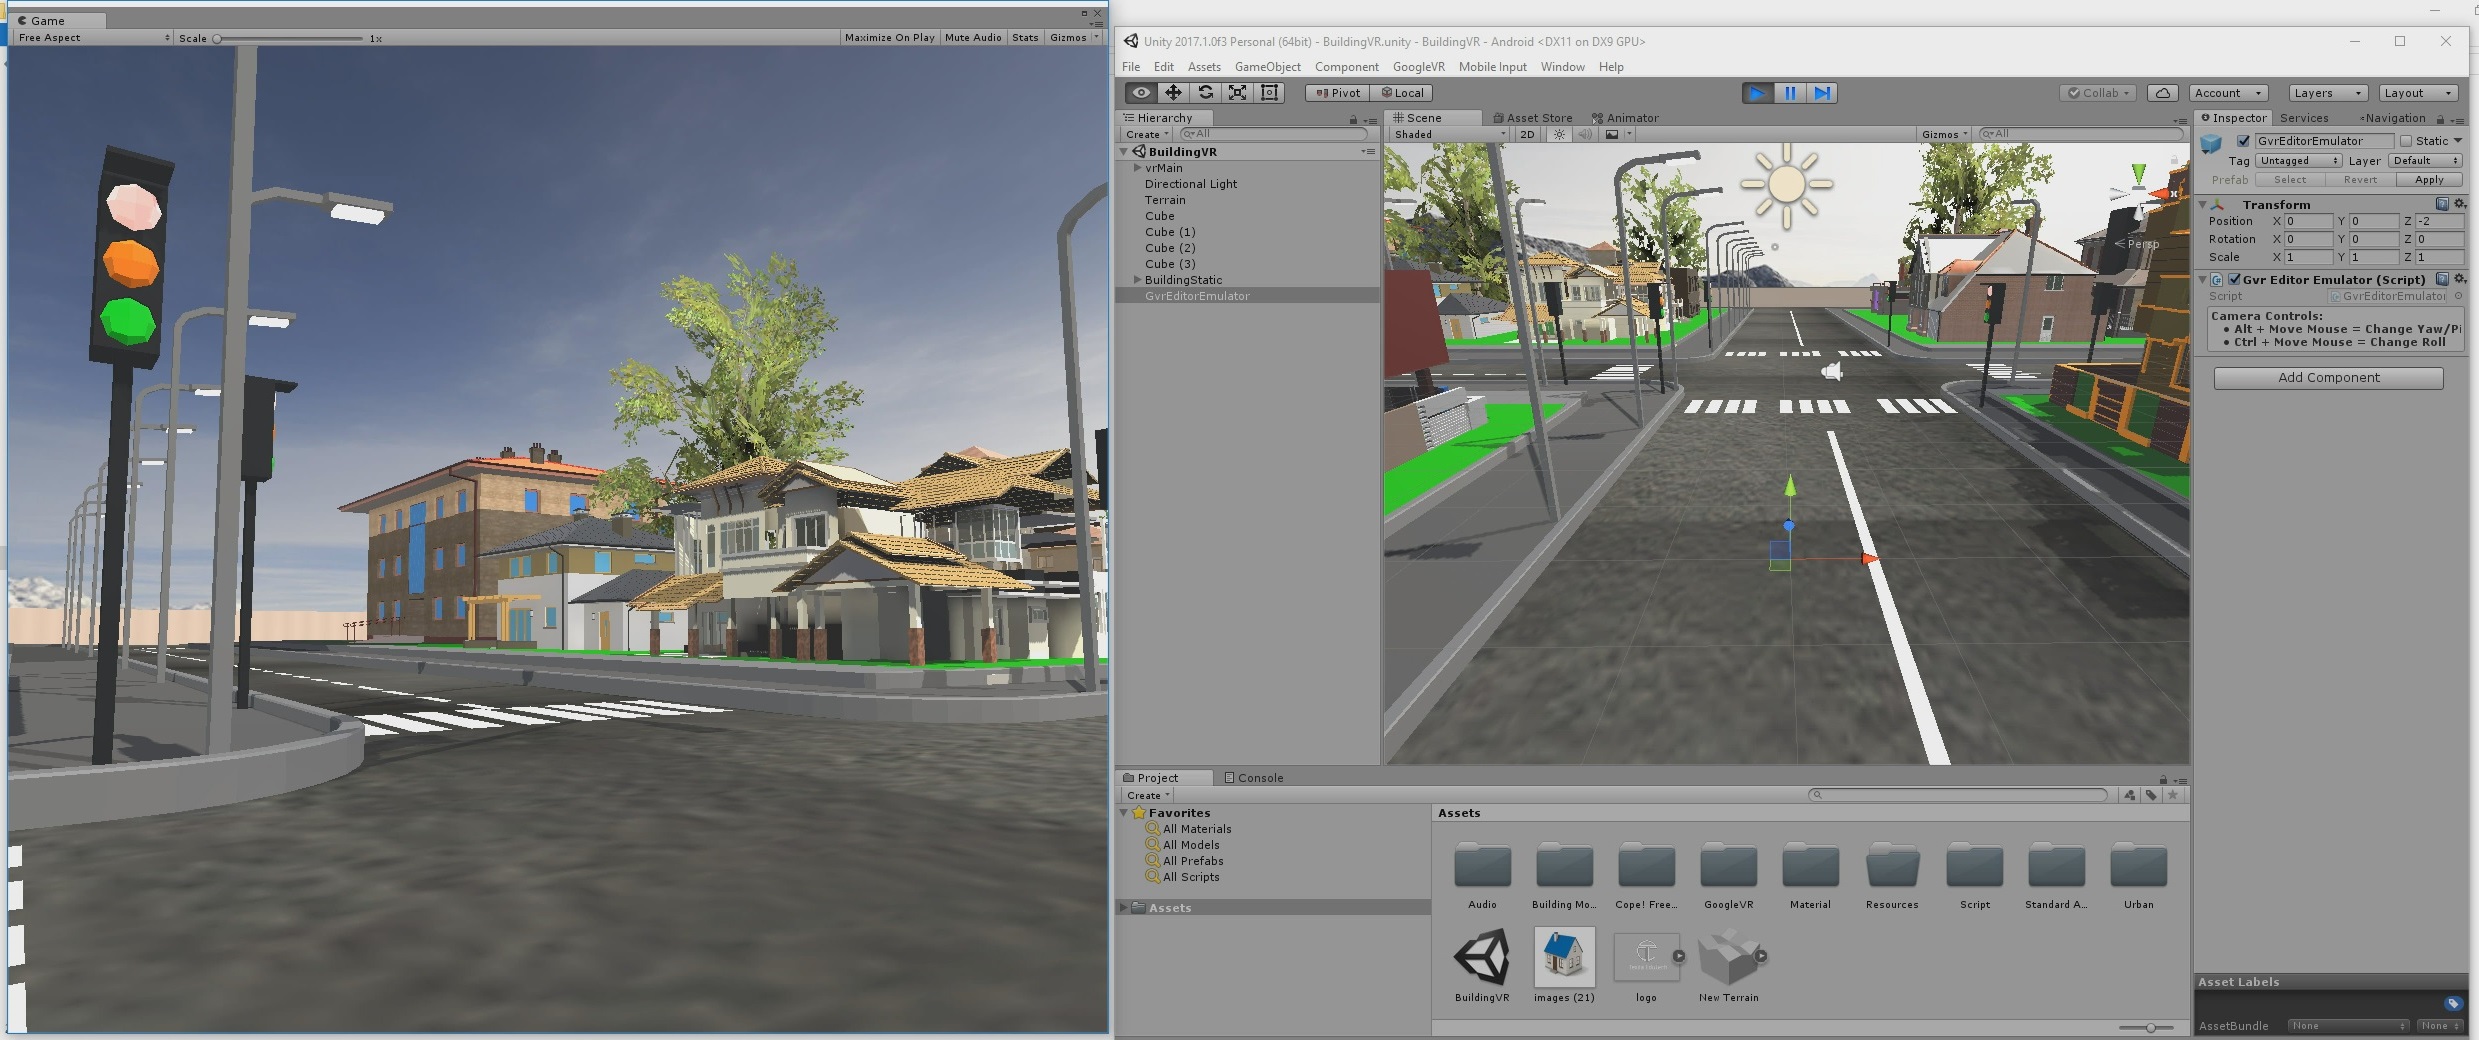 Game
Free Aspect Scale 1x Maximize On Play Mute Audio Stats Gizmos
Unity 2017.1.0f3 Personal (64bit) - BuildingVR.unity - BuildingVR - Android <DX11 on DX9 GPU>
File Edit Assets GameObject Component GoogleVR Mobile Input Window Help
Pivot Local Collab Account Layers Layout
Hierarchy
Create All
BuildingVR
vrMain
Directional Light
Terrain
Cube
Cube (1)
Cube (2)
Cube (3)
BuildingStatic
GvrEditorEmulator
Scene Asset Store Animator
Shaded 2D Gizmos All
Persp
x
Inspector Services Navigation
GvrEditorEmulator Static
Tag Untagged Layer Default
Prefab Select Revert Apply
Transform
Position X 0 Y 0 Z -2
Rotation X 0 Y 0 Z 0
Scale X 1 Y 1 Z 1
Gvr Editor Emulator (Script)
Script GvrEditorEmulator
Camera Controls:
• Alt + Move Mouse = Change Yaw/Pi
• Ctrl + Move Mouse = Change Roll
Add Component
Project Console
Create
Favorites
All Materials
All Models
All Prefabs
All Scripts
Assets
Assets
Audio Building Mo... Cope! Free... GoogleVR Material Resources Script Standard A... Urban
BuildingVR images (21) logo New Terrain
Asset Labels
AssetBundle None None